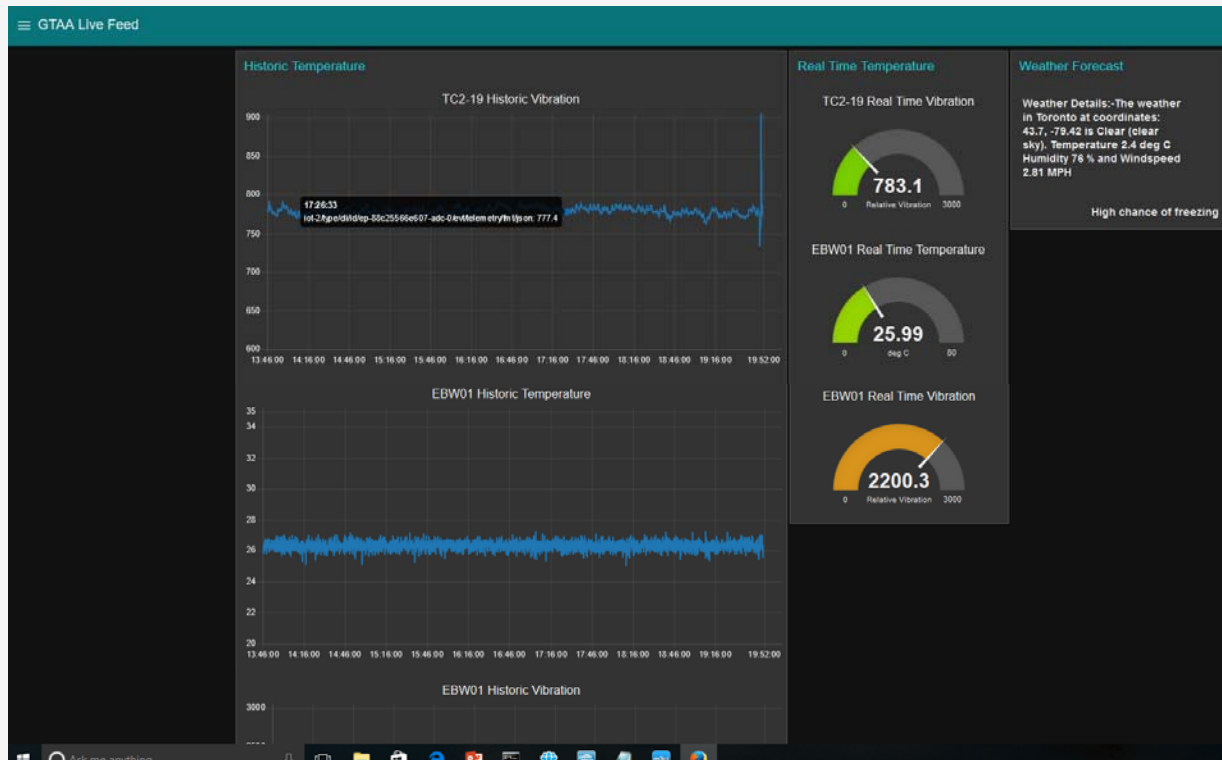 GTAA Live Feed
Historic Temperature
TC2-19 Historic Vibration
900
850
800
750
700
650
600
17:26:33
: 777.4
13:46:00 14:16:00 14:46:00 15:16:00 15:46:00 16:16:00 16:46:00 17:16:00 17:46:00 18:16:00 18:46:00 19:16:00 19:52:00
EBW01 Historic Temperature
35
34
32
30
28
26
24
22
20
13:46:00 14:16:00 14:46:00 15:16:00 15:46:00 16:16:00 16:46:00 17:16:00 17:46:00 18:16:00 18:46:00 19:16:00 19:52:00
EBW01 Historic Vibration
3000
Real Time Temperature
TC2-19 Real Time Vibration
783.1
0 Relative Vibration 3000
EBW01 Real Time Temperature
25.99
0 deg C 80
EBW01 Real Time Vibration
2200.3
0 Relative Vibration 3000
Weather Forecast
Weather Details:-The weather
in Toronto at coordinates:
43.7, -79.42 is Clear (clear
sky). Temperature 2.4 deg C
Humidity 76 % and Windspeed
2.81 MPH
High chance of freezing
Ask me anything